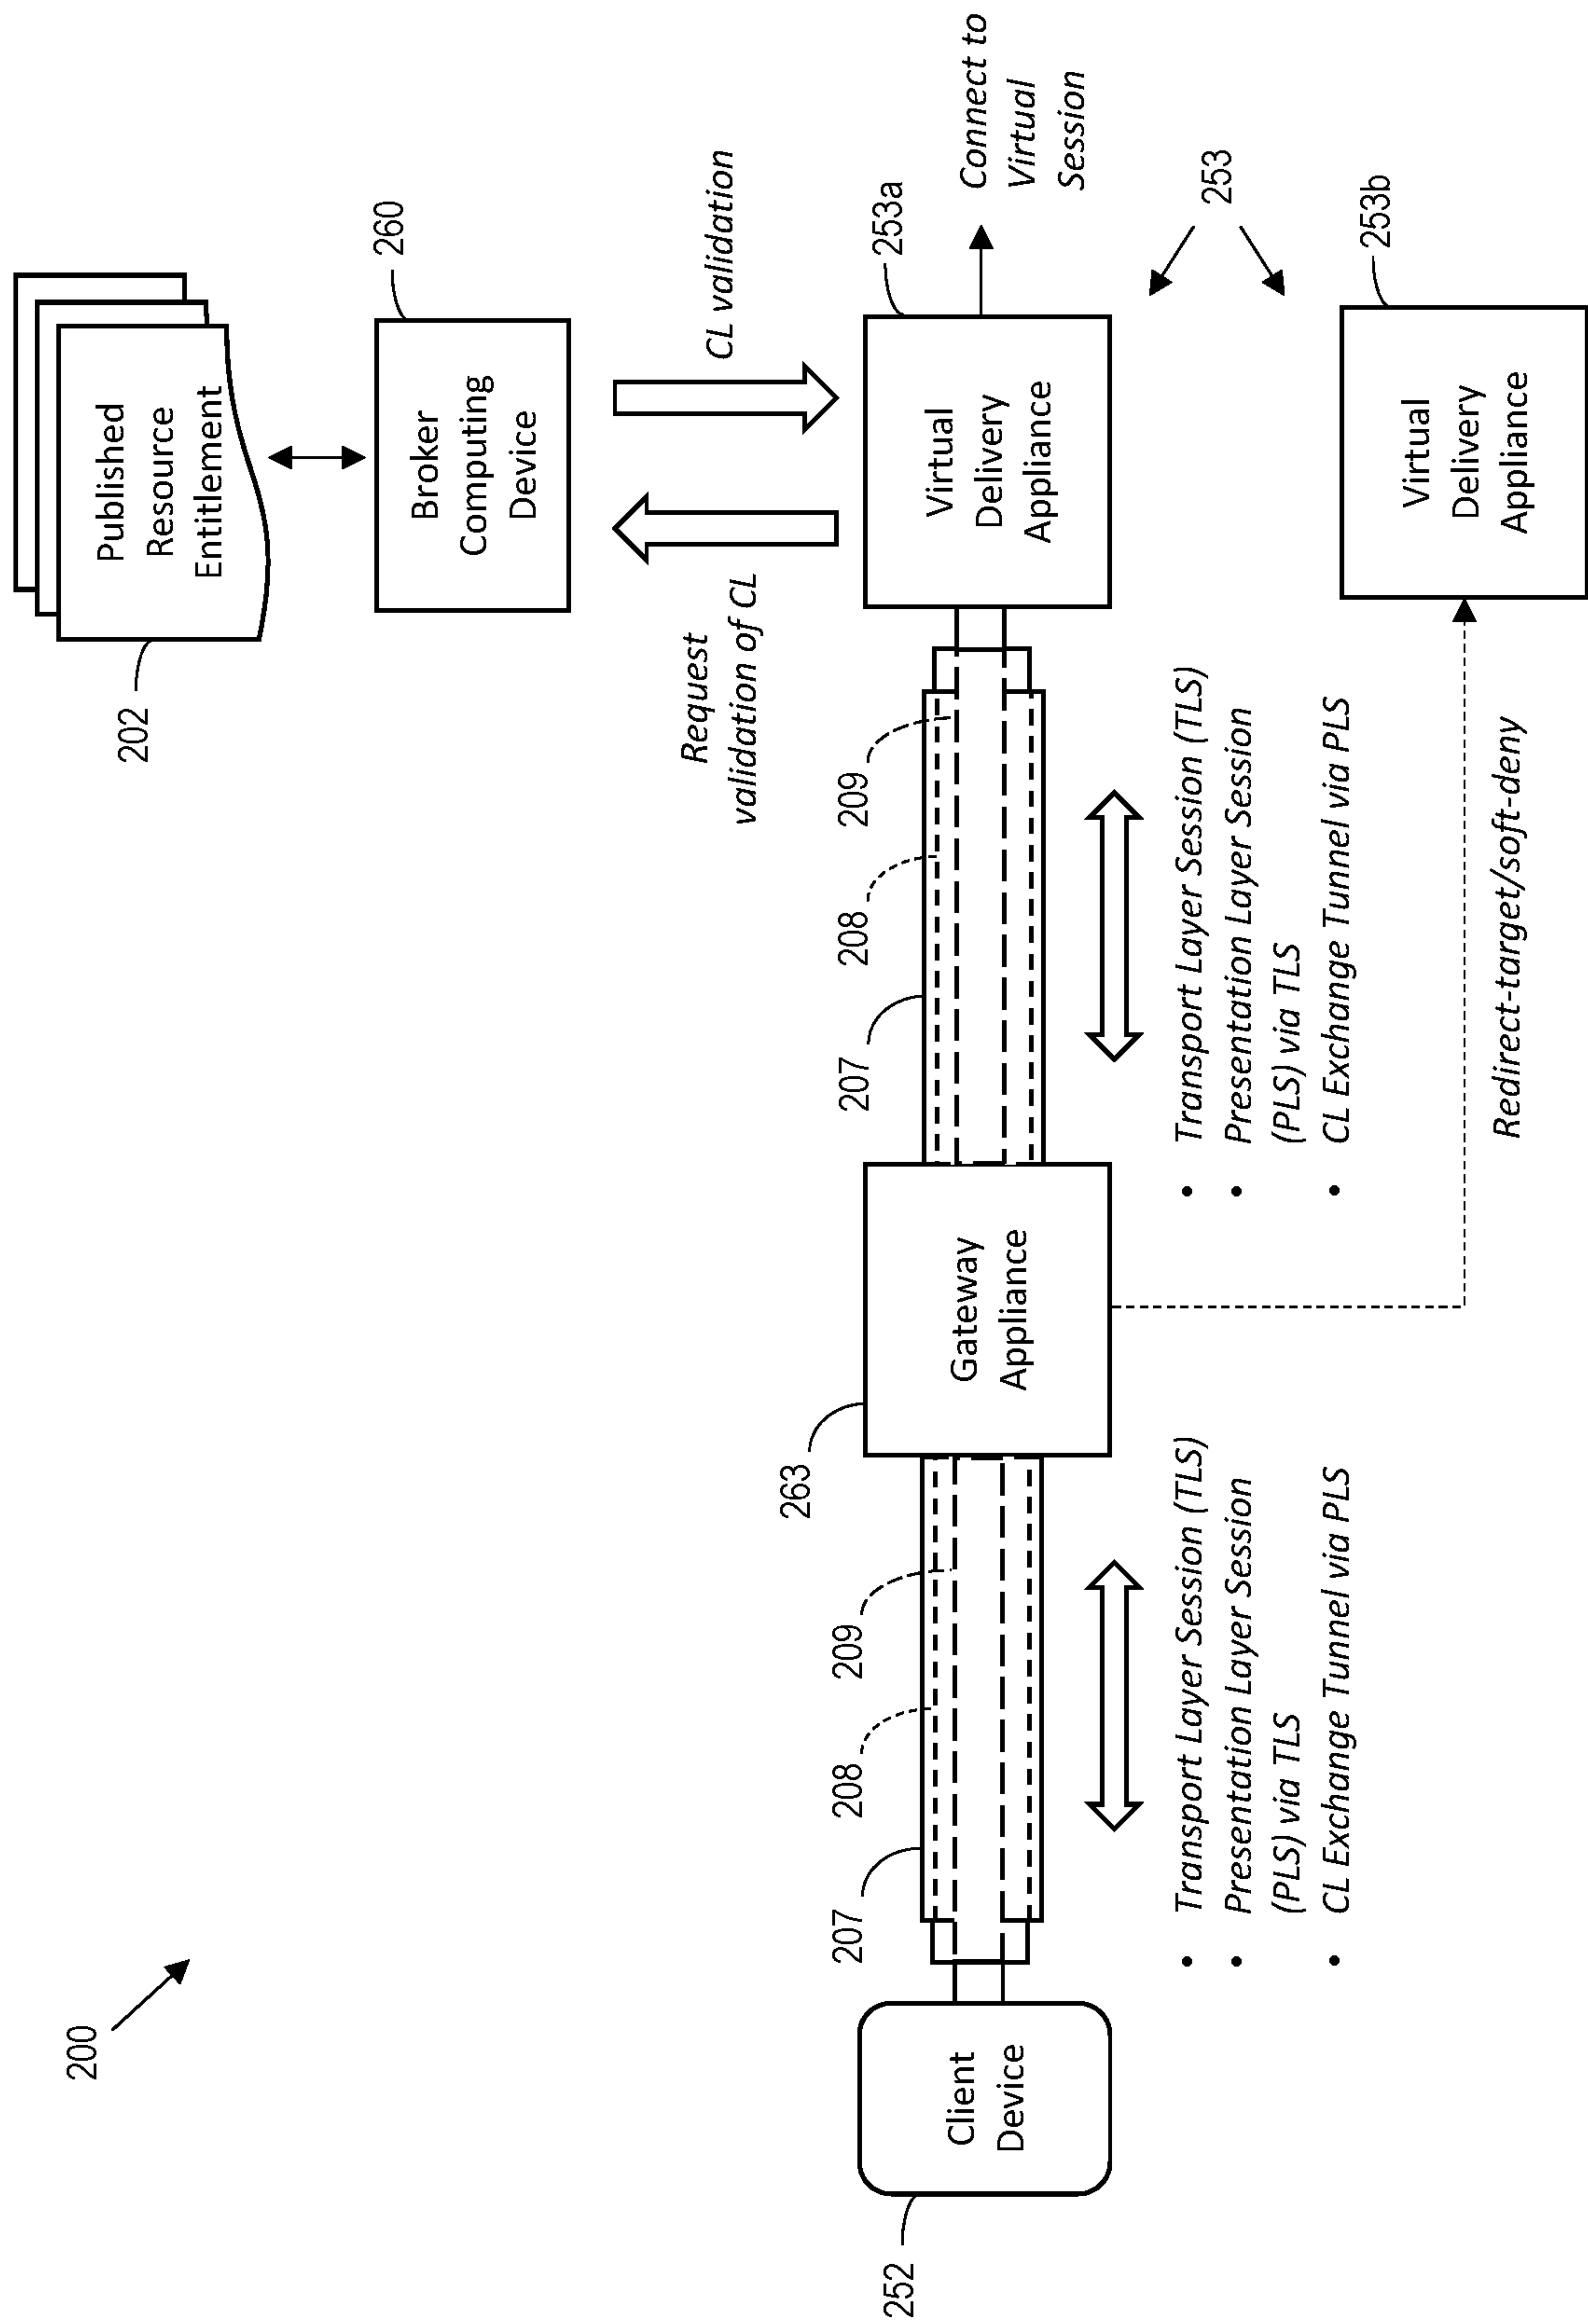 200
202
Published
Resource
Entitlement
260
Broker
Computing
Device
Request
validation of CL
CL validation
252
Client
Device
207
208
209
263
Gateway
Appliance
207
208
209
253a
Virtual
Delivery
Appliance
Connect to
Virtual
Session
253
• Transport Layer Session (TLS)
• Presentation Layer Session
(PLS) via TLS
• CL Exchange Tunnel via PLS
• Transport Layer Session (TLS)
• Presentation Layer Session
(PLS) via TLS
• CL Exchange Tunnel via PLS
253b
Virtual
Delivery
Appliance
Redirect-target/soft-deny